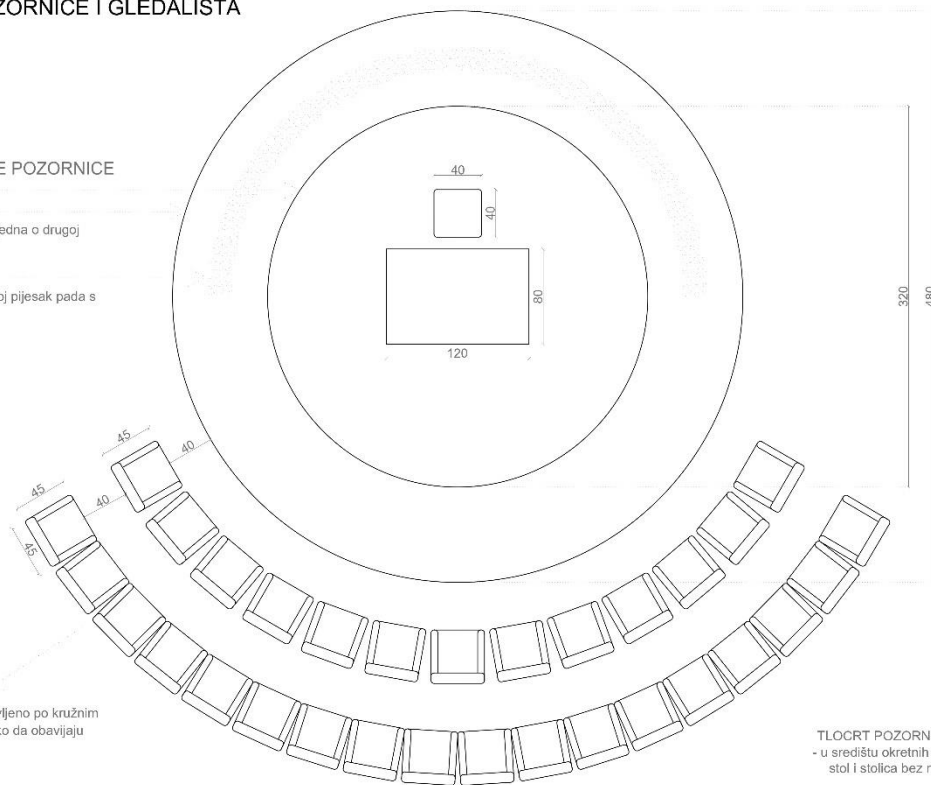 ZORNICE I GLEDALIŠTA
E POZORNICE
edna o drugoj
oj pijesak pada s
40
40
80
120
320
480
45
40
45
40
45
ljeno po kružnim
ko da obavijaju
TLOCRT POZORN
- u središtu okretnih
stol i stolica bez